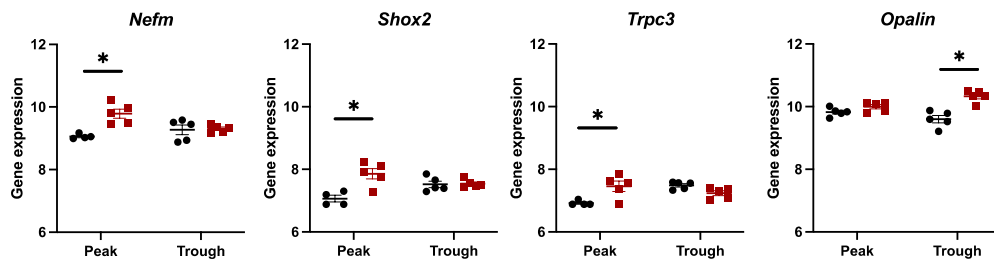 Nefm
Gene expression
12
10
8
6
*
Peak
Trough
Shox2
Gene expression
12
10
8
6
*
Peak
Trough
Trpc3
Gene expression
12
10
8
6
*
Peak
Trough
Opalin
Gene expression
12
10
8
6
*
Peak
Trough